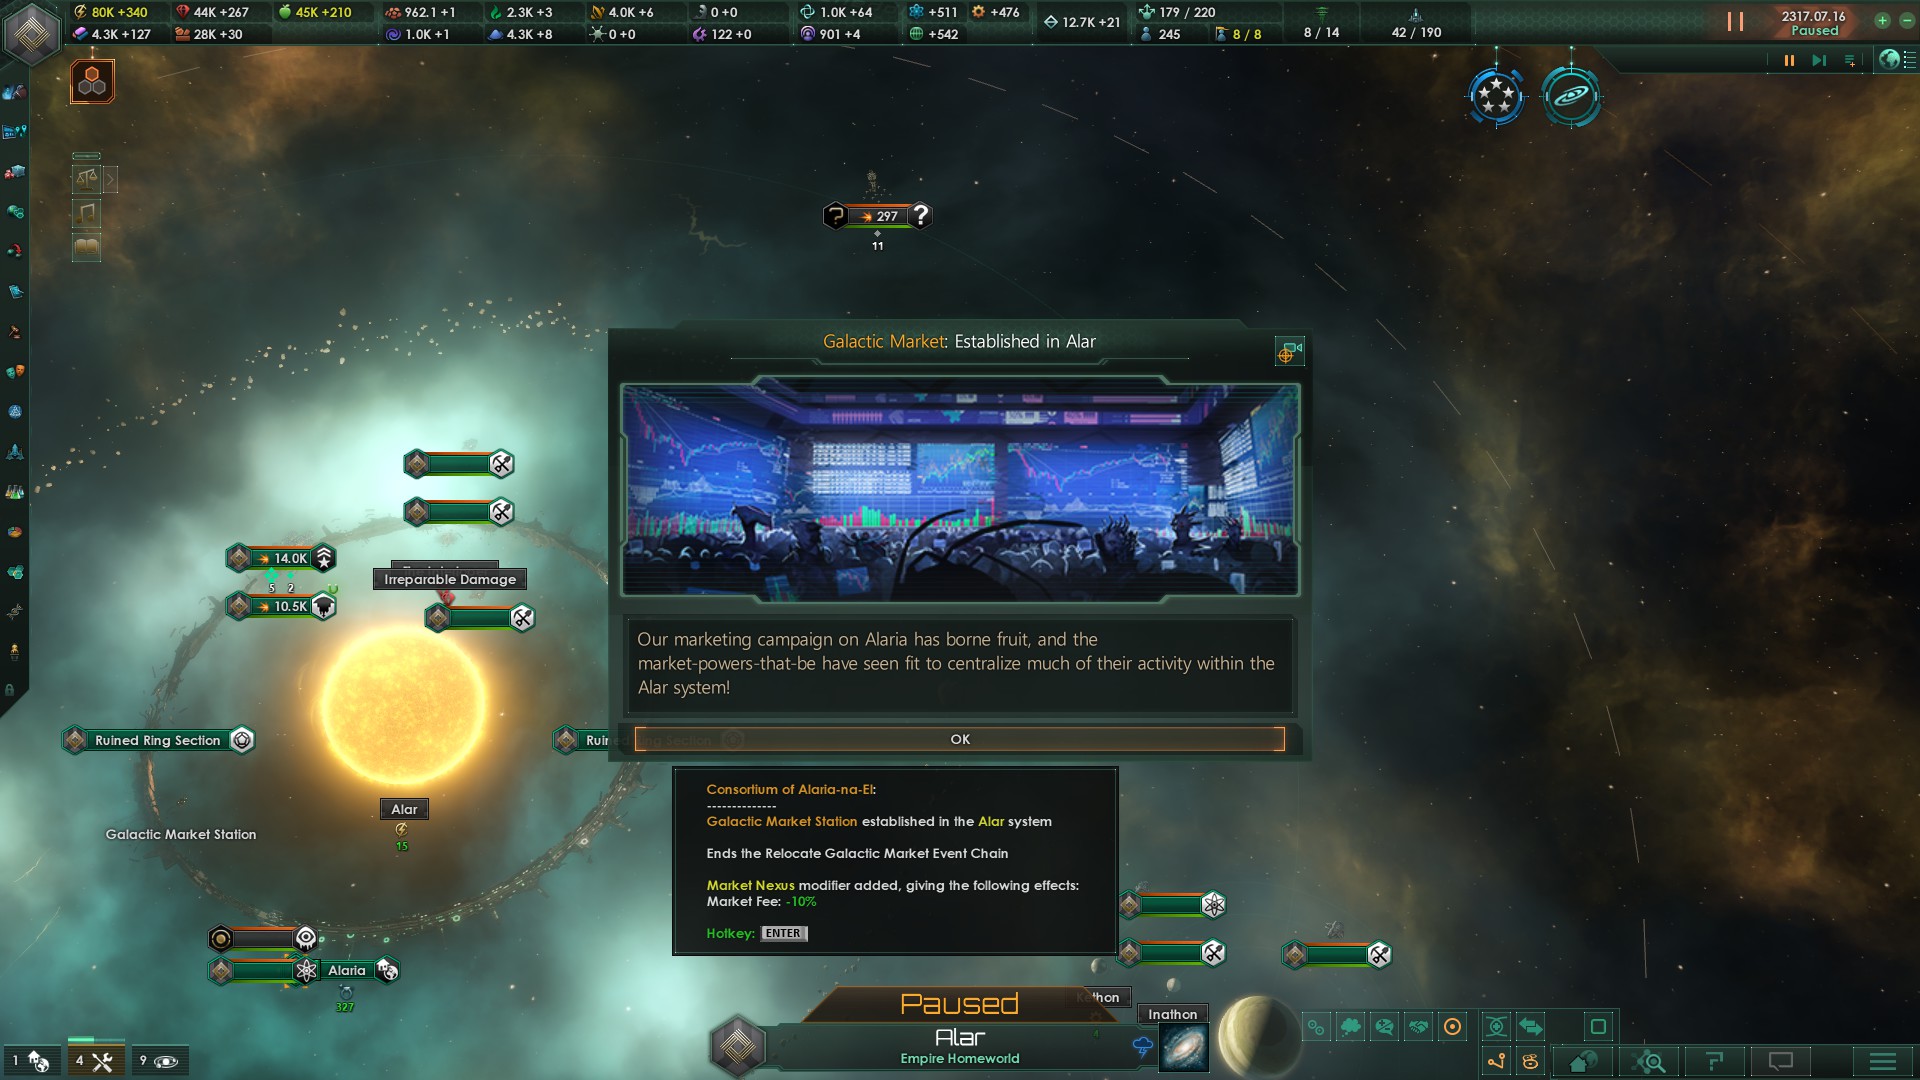 80K +340
44K +267
45K +210
962.1 +1
2.3K +3
4.0K +6
0 +0
1.0K +64
+511
+476
12.7K +21
179 / 220
2317.07.16
4.3K +127
28K +30
1.0K +1
4.3K +8
0 +0
122 +0
901 +4
+542
245
8 / 8
8 / 14
42 / 190
Paused
297
11
Galactic Market: Established in Alar
14.0K
5 2
10.5K
Irreparable Damage
Our marketing campaign on Alaria has borne fruit, and the
market-powers-that-be have seen fit to centralize much of their activity within the
Alar system!
Ruined Ring Section
OK
Alar
15
Galactic Market Station
Consortium of Alaria-na-El:
--------------
Galactic Market Station established in the Alar system
Ends the Relocate Galactic Market Event Chain
Market Nexus modifier added, giving the following effects:
Market Fee: -10%
Hotkey: ENTER
Alaria
327
Paused
Inathon
Alar
Empire Homeworld
1
4
9